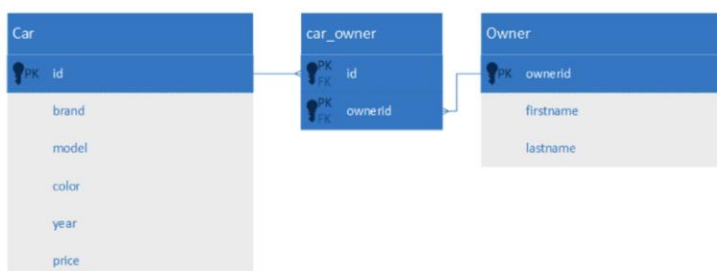 Car
PK id
brand
model
color
year
price
car_owner
PK
FK id
PK
FK ownerid
Owner
PK ownerid
firstname
lastname